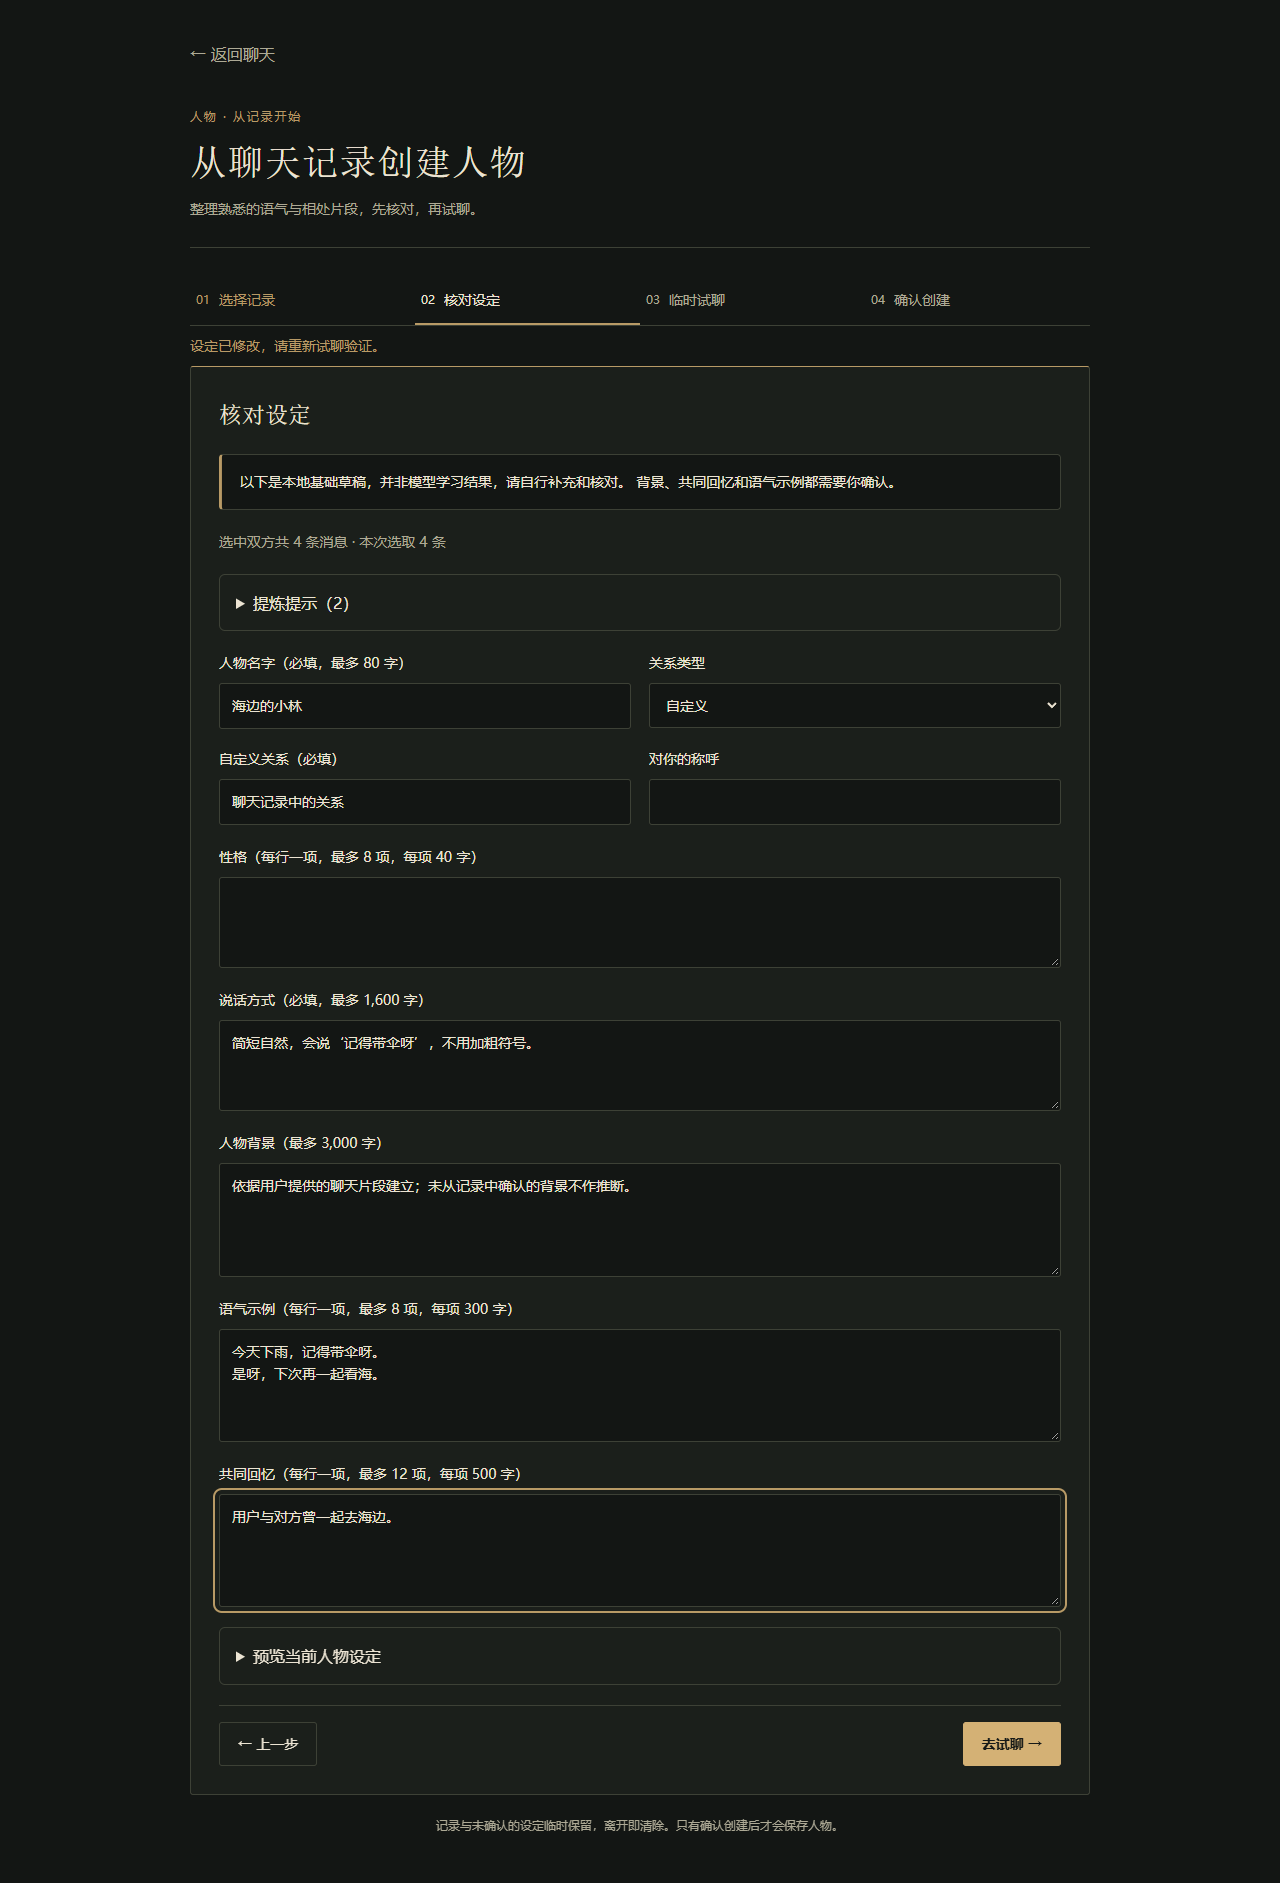 ← 返回聊天
人物 · 从记录开始
从聊天记录创建人物
整理熟悉的语气与相处片段，先核对，再试聊。
01 选择记录
02 核对设定
03 临时试聊
04 确认创建
设定已修改，请重新试聊验证。
核对设定
以下是本地基础草稿，并非模型学习结果，请自行补充和核对。 背景、共同回忆和语气示例都需要你确认。
选中双方共 4 条消息 · 本次选取 4 条
▶ 提炼提示（2）
人物名字（必填，最多 80 字）
关系类型
海边的小林
自定义
自定义关系（必填）
对你的称呼
聊天记录中的关系
性格（每行一项，最多 8 项，每项 40 字）
说话方式（必填，最多 1,600 字）
简短自然，会说‘记得带伞呀’，不用加粗符号。
人物背景（最多 3,000 字）
依据用户提供的聊天片段建立；未从记录中确认的背景不作推断。
语气示例（每行一项，最多 8 项，每项 300 字）
今天下雨，记得带伞呀。
是呀，下次再一起看海。
共同回忆（每行一项，最多 12 项，每项 500 字）
用户与对方曾一起去海边。
▶ 预览当前人物设定
← 上一步
去试聊 →
记录与未确认的设定临时保留，离开即清除。只有确认创建后才会保存人物。